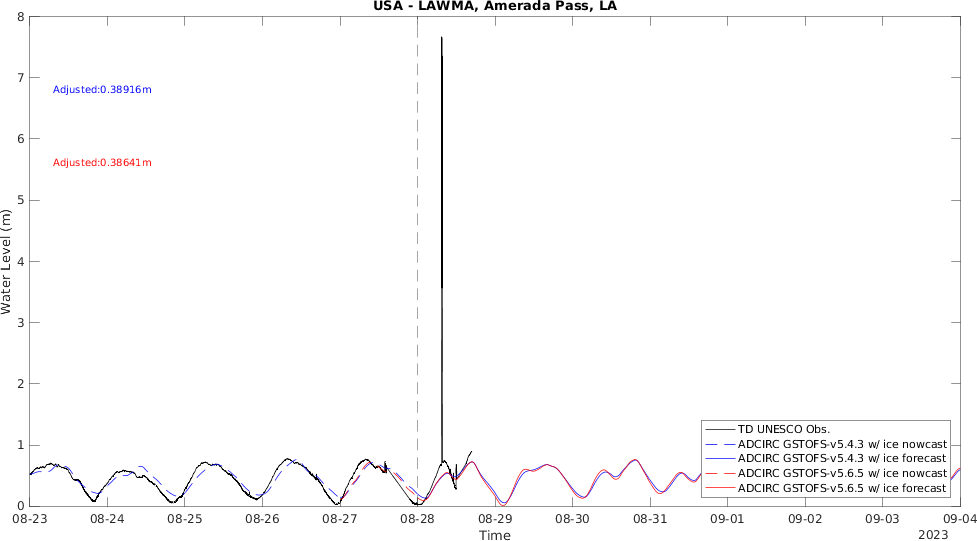 USA - LAWMA, Amerada Pass, LA
8
7
6
5
4
3
2
1
0
Water Level (m)
Adjusted:0.38916m
Adjusted:0.38641m
TD UNESCO Obs.
ADCIRC GSTOFS-v5.4.3 w/ ice nowcast
ADCIRC GSTOFS-v5.4.3 w/ ice forecast
ADCIRC GSTOFS-v5.6.5 w/ ice nowcast
ADCIRC GSTOFS-v5.6.5 w/ ice forecast
08-23 08-24 08-25 08-26 08-27 08-28 08-29 08-30 08-31 09-01 09-02 09-03 09-04
Time
2023